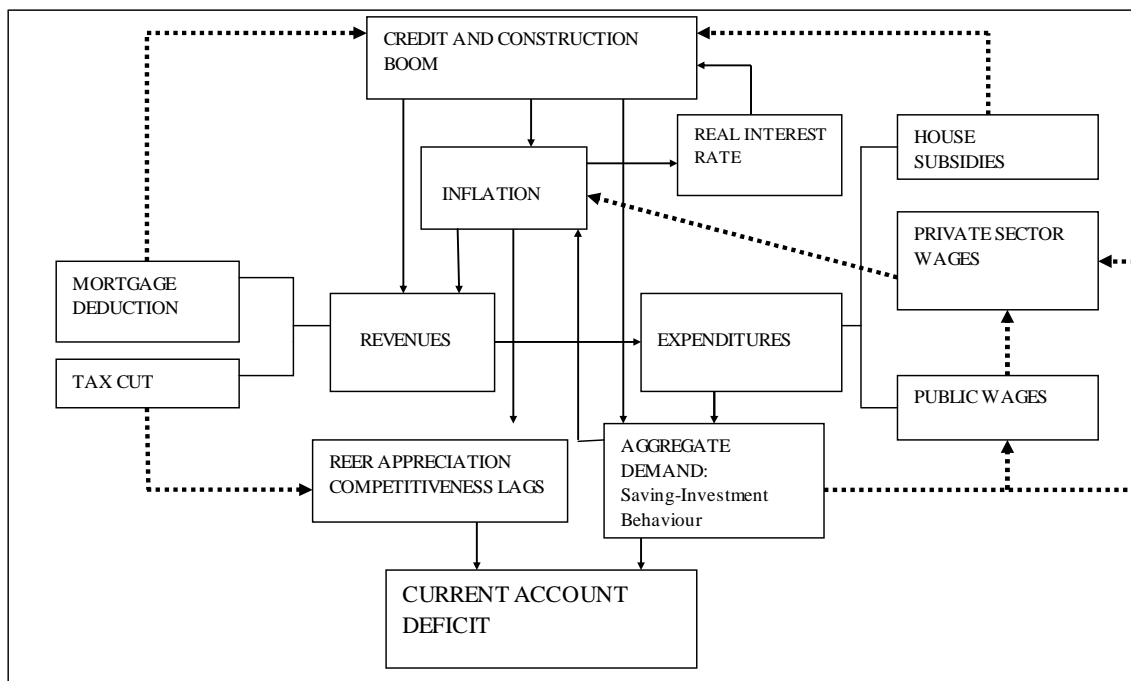 CREDIT AND CONSTRUCTION
BOOM
REAL INTEREST
RATE
HOUSE
SUBSIDIES
INFLATION
PRIVATE SECTOR
WAGES
MORTGAGE
DEDUCTION
REVENUES
EXPENDITURES
TAX CUT
PUBLIC WAGES
REER APPRECIATION
COMPETITIVENESS LAGS
AGGREGATE
DEMAND:
Saving-Investment
Behaviour
CURRENT ACCOUNT
DEFICIT